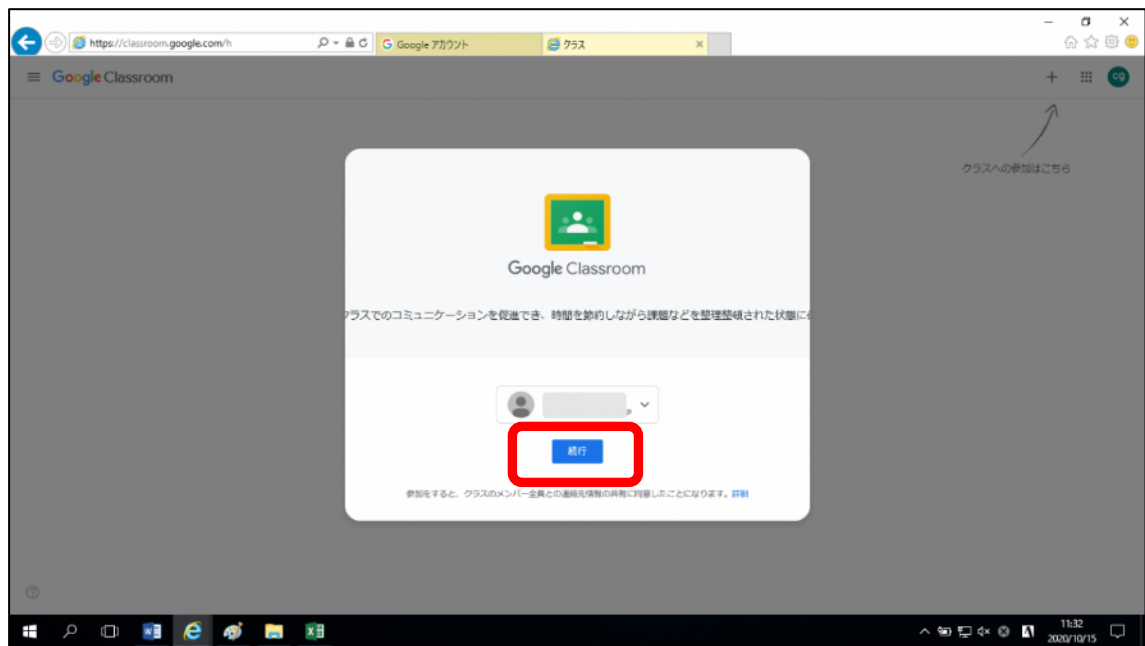 https://classroom.google.com/h
Google アカウント
クラス
Google Classroom
cg
クラスへの参加はこちら
Google Classroom
クラスでのコミュニケーションを促進でき、時間を節約しながら課題などを整理整頓された状態に
続行
参加をすると、クラスのメンバー全員との連絡先情報の共有に同意したことになります。詳細
A
11:32
2020/10/15